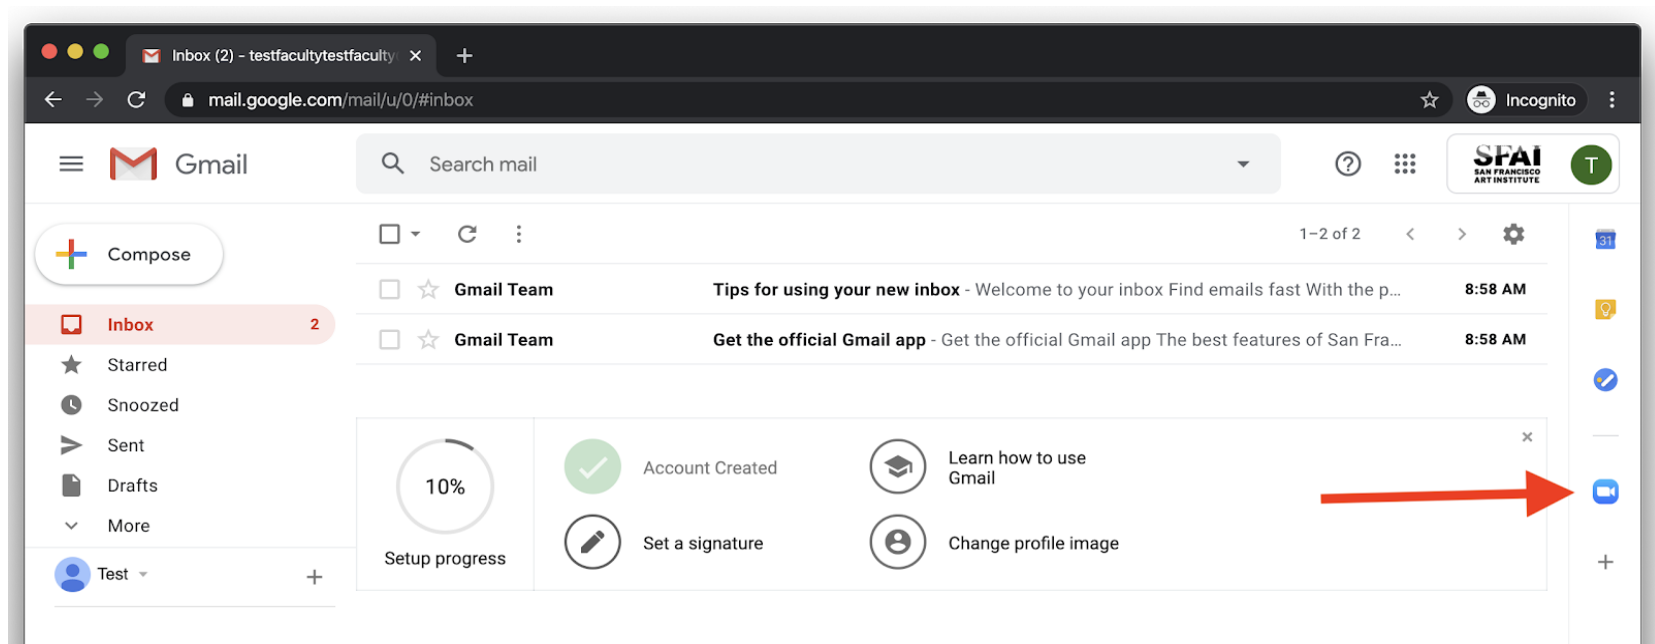 Inbox (2) - testfacultytestfaculty
mail.google.com/mail/u/0/#inbox
Incognito
Gmail
Search mail
SFAI
SAN FRANCISCO
ART INSTITUTE
T
Compose
1–2 of 2
31
Gmail Team Tips for using your new inbox - Welcome to your inbox Find emails fast With the p... 8:58 AM
Gmail Team Get the official Gmail app - Get the official Gmail app The best features of San Fra... 8:58 AM
Inbox 2
Starred
Snoozed
Sent
Drafts
More
Test
10%
Setup progress
Account Created
Learn how to use
Gmail
Set a signature
Change profile image